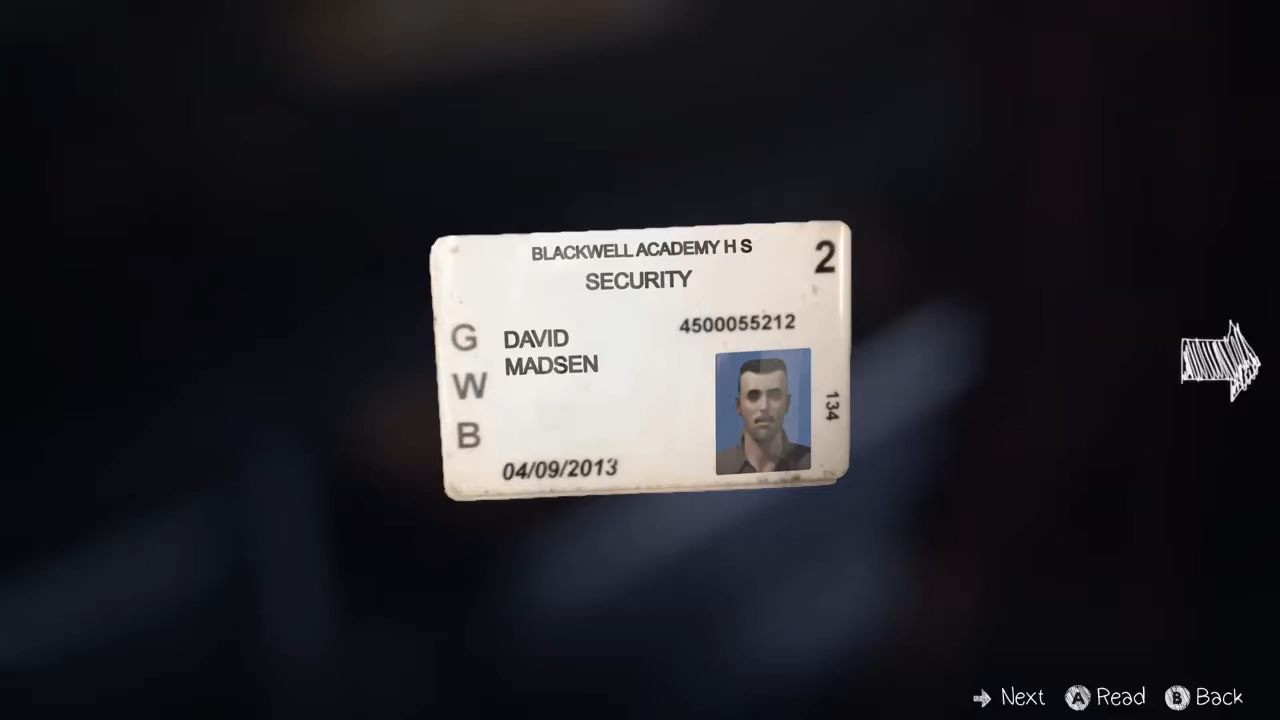 BLACKWELL ACADEMY H S
2
SECURITY
4500055212
G
DAVID
W
MADSEN
B
134
04/09/2013
Next
A Read
B Back